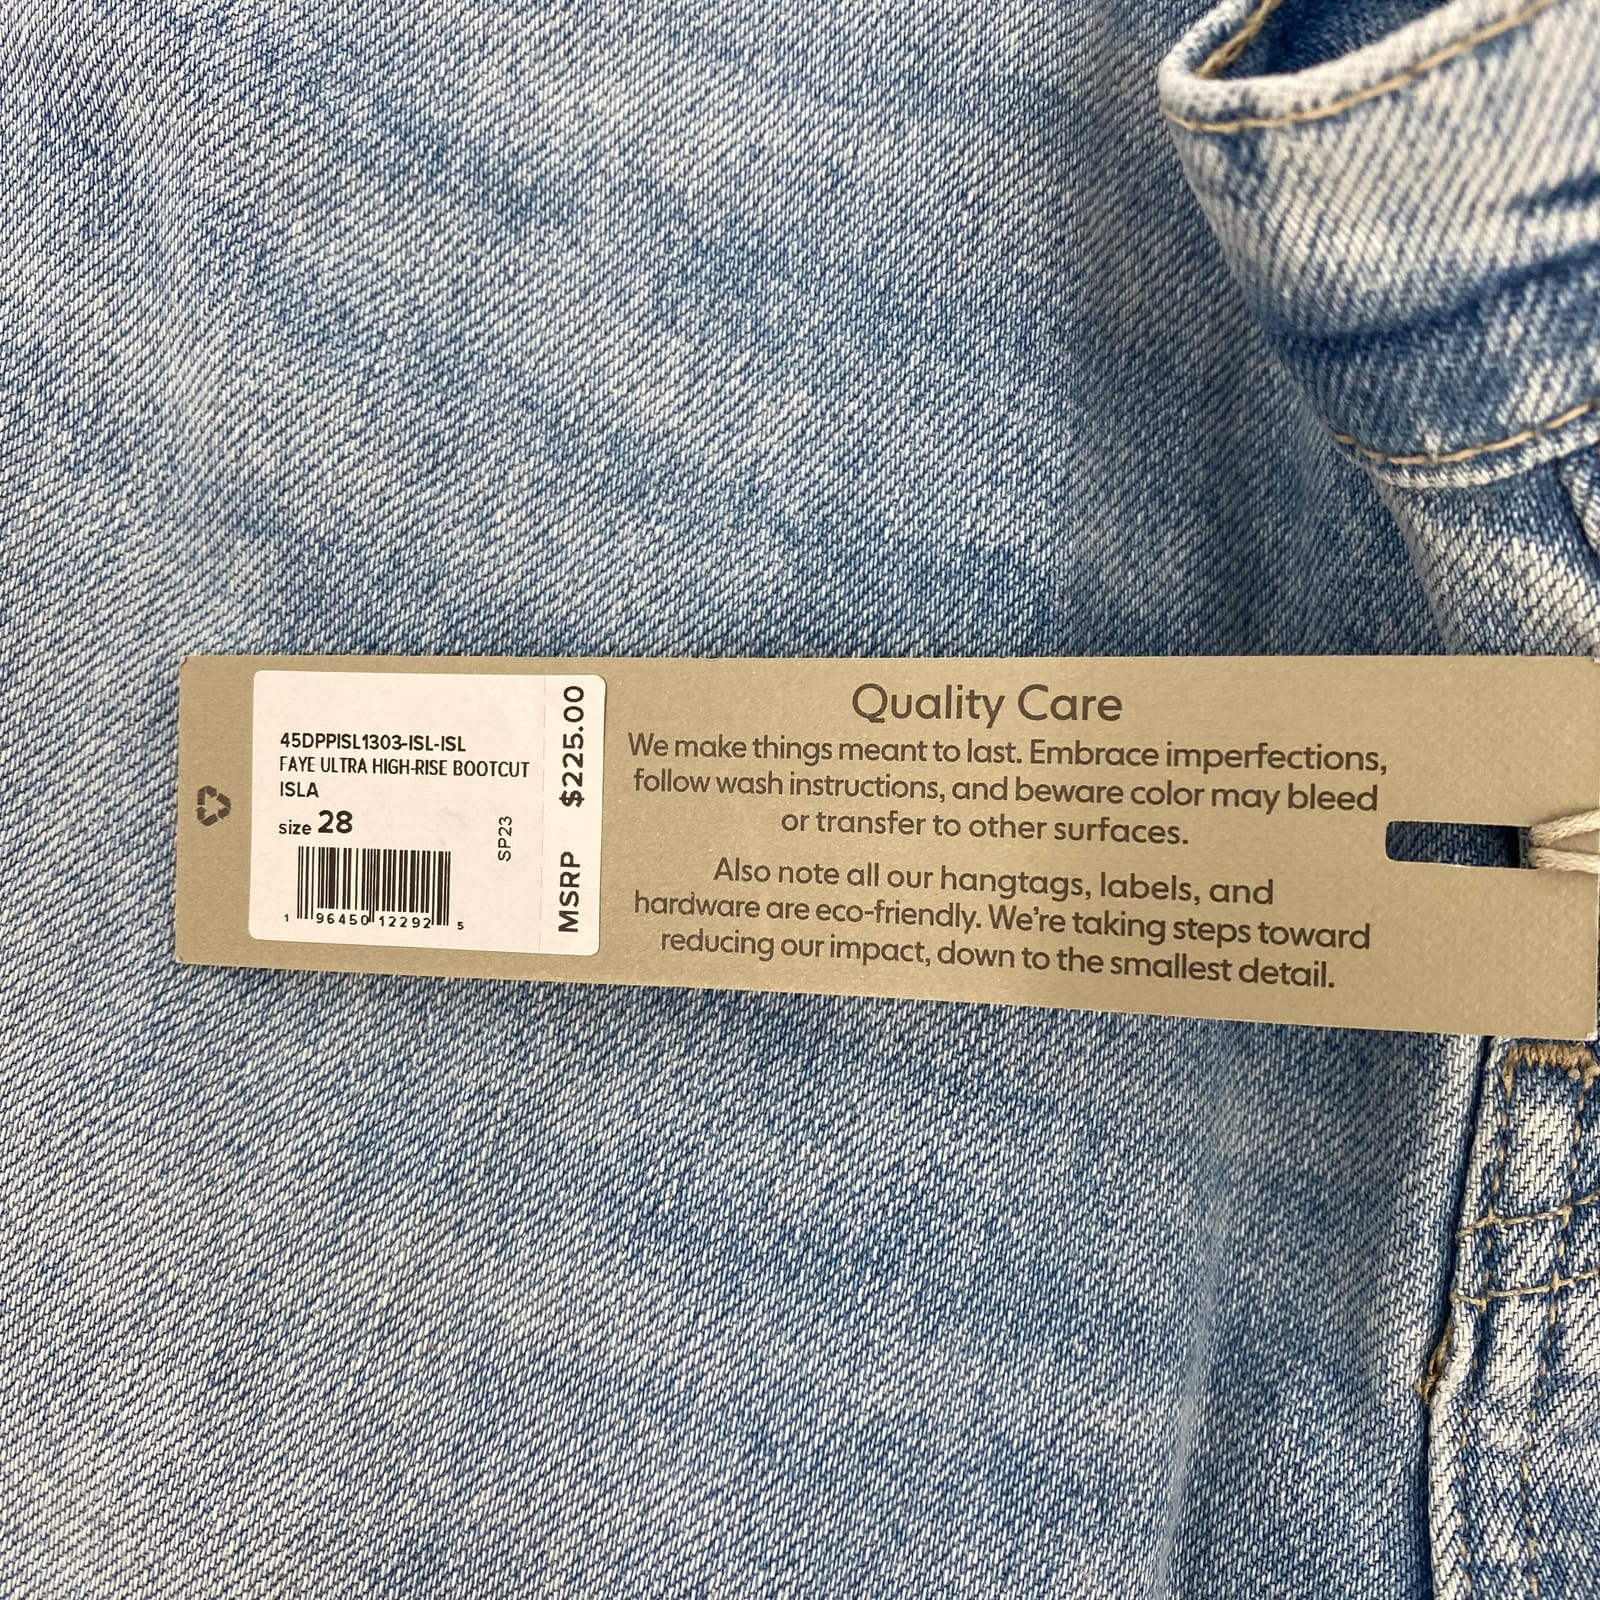 45DPPISL1303-ISL-ISL
FAYE ULTRA HIGH-RISE BOOTCUT
ISLA
size 28
SP23
1 96450 12292 5
MSRP $225.00
Quality Care
We make things meant to last. Embrace imperfections,
follow wash instructions, and beware color may bleed
or transfer to other surfaces.
Also note all our hangtags, labels, and
hardware are eco-friendly. We're taking steps toward
reducing our impact, down to the smallest detail.